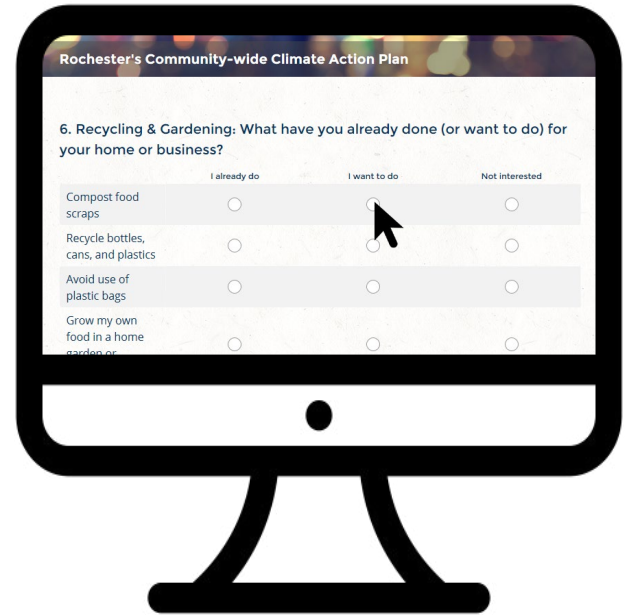 Rochester's Community-wide Climate Action Plan
6. Recycling & Gardening: What have you already done (or want to do) for
your home or business?
I already do I want to do Not interested
Compost food
scraps
Recycle bottles,
cans, and plastics
Avoid use of
plastic bags
Grow my own
food in a home
garden or